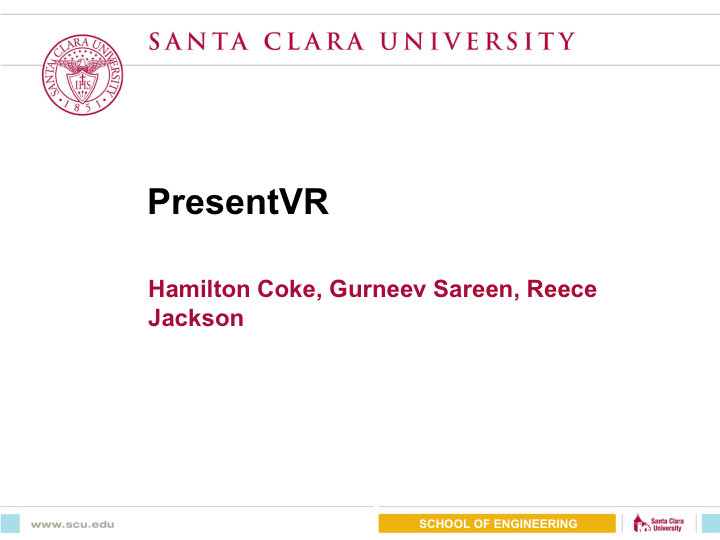 SANTA CLARA UNIVERSITY
SANTA CLARA UNIVERSITY
IHS
• 1851 •
PresentVR
Hamilton Coke, Gurneev Sareen, Reece
Jackson
www.scu.edu
SCHOOL OF ENGINEERING
Santa Clara
University